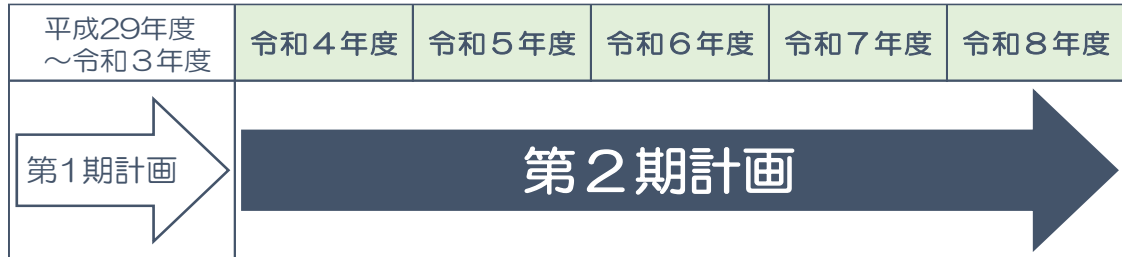 平成29年度
～令和３年度
令和４年度
令和５年度
令和６年度
令和７年度
令和８年度
第1期計画
第２期計画